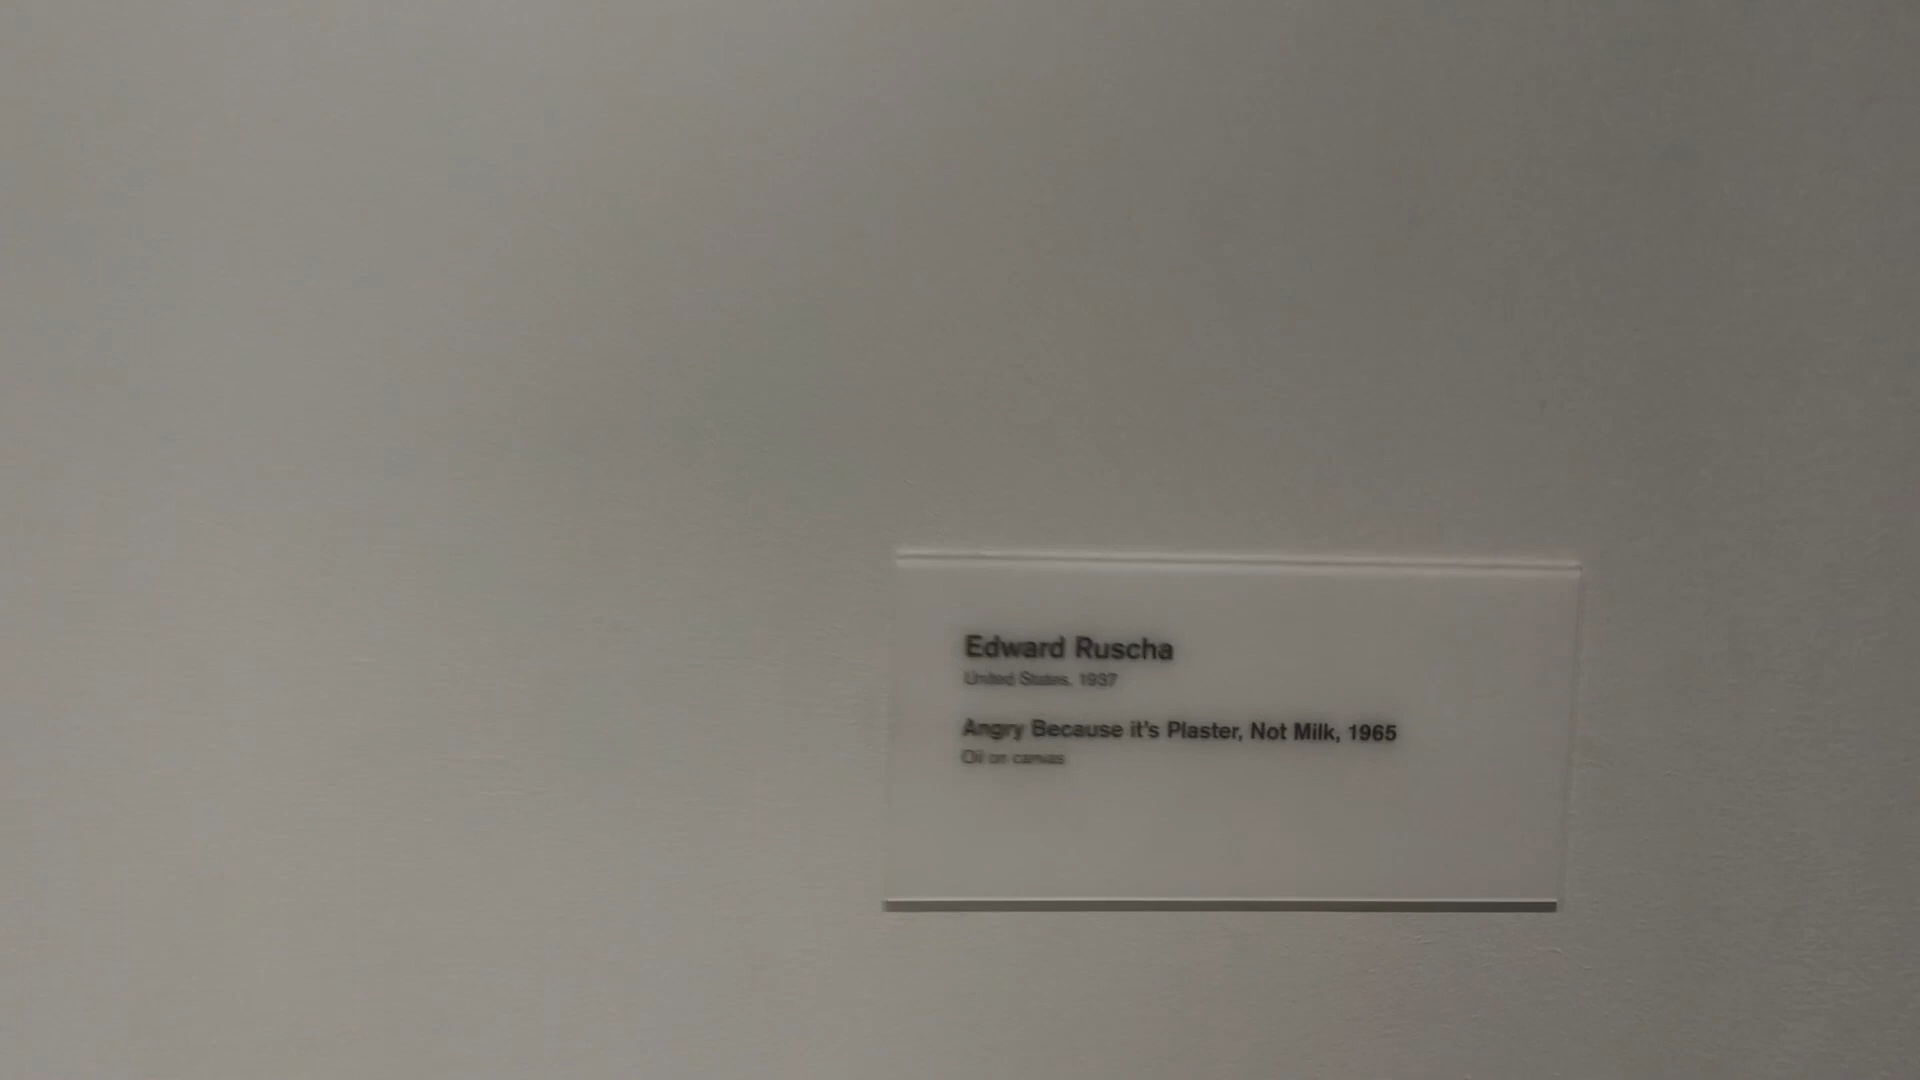 Edward Ruscha
United States, 1937
Angry Because it's Plaster, Not Milk, 1965
Oil on canvas